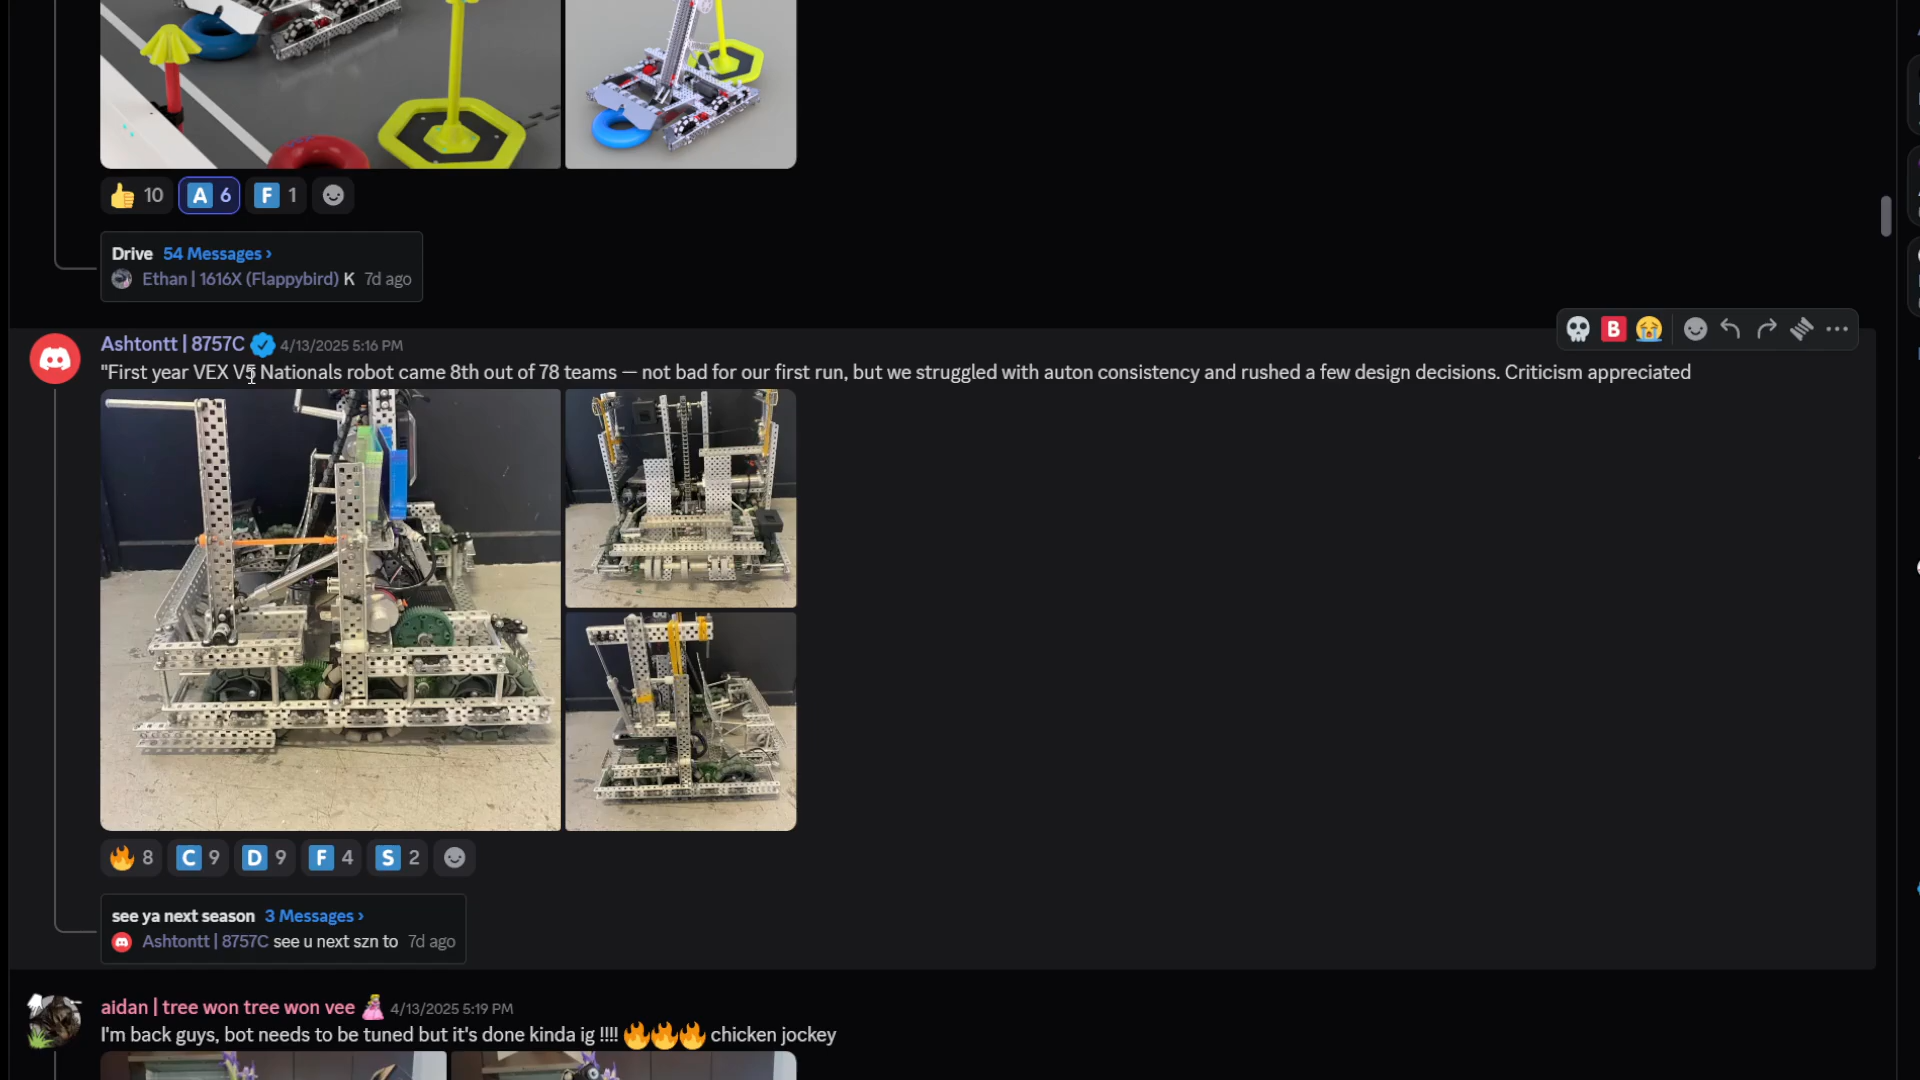 A 6
F 1
10
Drive 54 Messages ›
Ethan | 1616X (Flappybird) K 7d ago
Ashtontt | 8757C 4/13/2025 5:16 PM
"First year VEX V5 Nationals robot came 8th out of 78 teams — not bad for our first run, but we struggled with auton consistency and rushed a few design decisions. Criticism appreciated
B
8
C 9
D 9
F 4
S 2
see ya next season 3 Messages ›
Ashtontt | 8757C see u next szn to 7d ago
aidan | tree won tree won vee 4/13/2025 5:19 PM
I'm back guys, bot needs to be tuned but it's done kinda ig !!!! chicken jockey